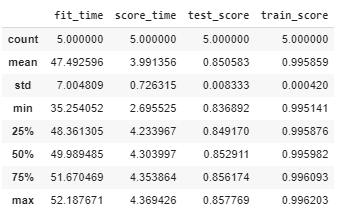 fit_time score_time test_score train_score
count 5.000000 5.000000 5.000000 5.000000
mean 47.492596 3.991356 0.850583 0.995859
std 7.004809 0.726315 0.008333 0.000420
min 35.254052 2.695525 0.836892 0.995141
25% 48.361305 4.233967 0.849170 0.995876
50% 49.989485 4.303997 0.852911 0.995982
75% 51.670469 4.353864 0.856174 0.996093
max 52.187671 4.369426 0.857769 0.996203